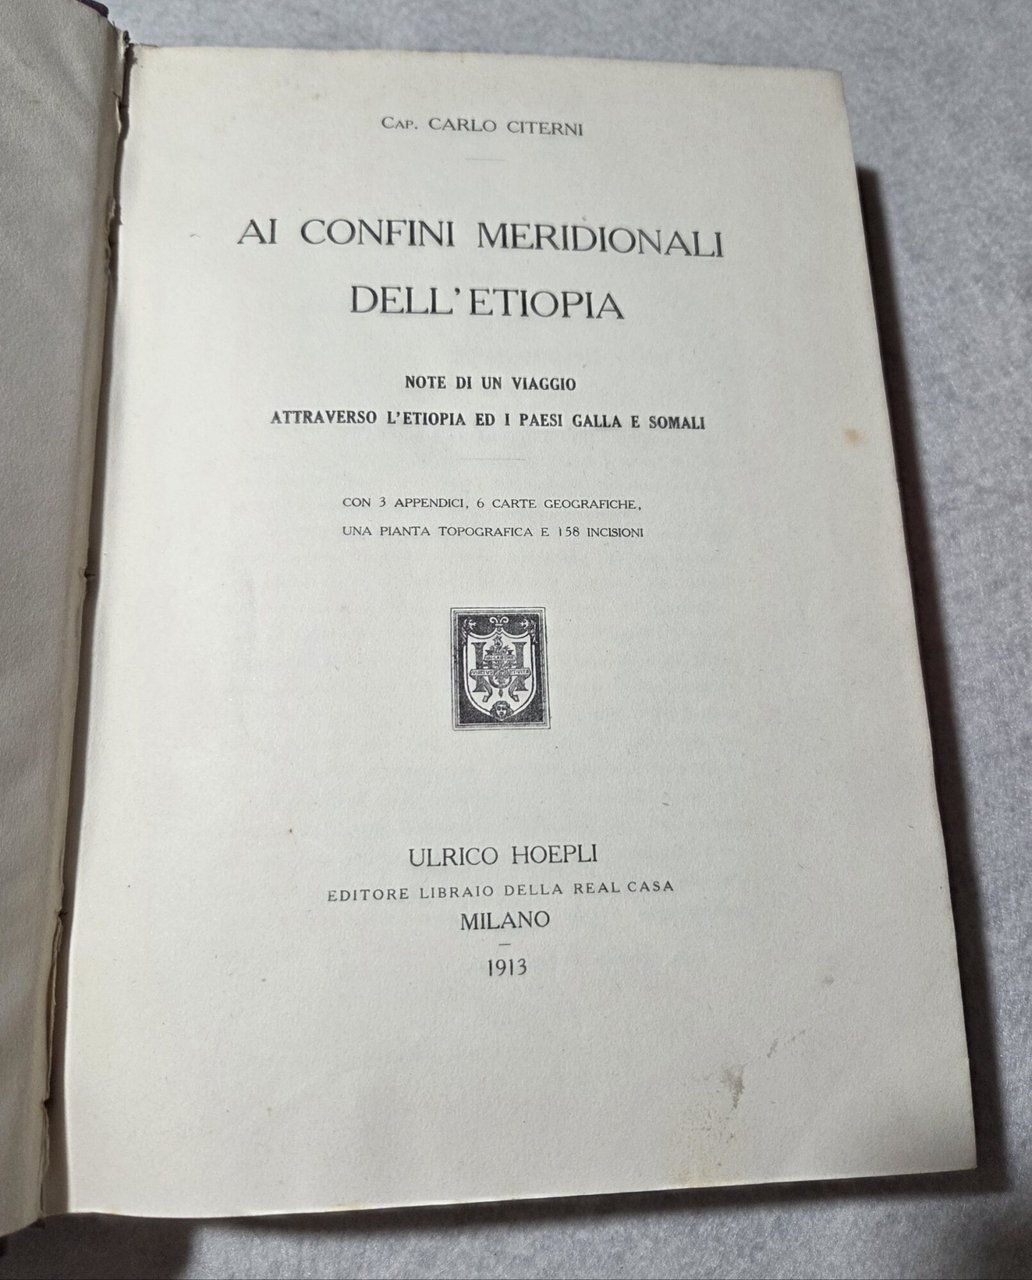 Cap. CARLO CITERNI
AI CONFINI MERIDIONALI
DELL'ETIOPIA
NOTE DI UN VIAGGIO
ATTRAVERSO L'ETIOPIA ED I PAESI GALLA E SOMALI
CON 3 APPENDICI, 6 CARTE GEOGRAFICHE,
UNA PIANTA TOPOGRAFICA E 158 INCISIONI
ULRICO HOEPLI
EDITORE LIBRAIO DELLA REAL CASA
MILANO
1913